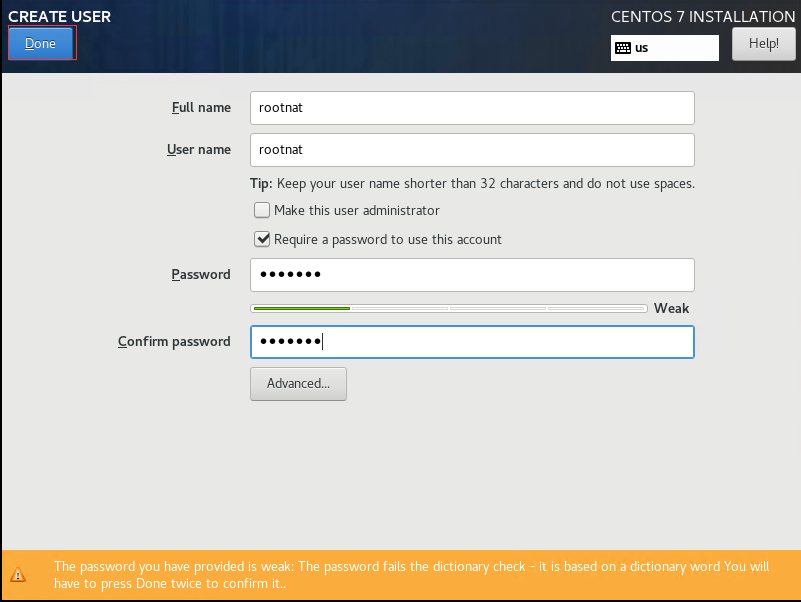 CREATE USER
CENTOS 7 INSTALLATION
Done
us
Help!
Full name
rootnat
User name
rootnat
Tip: Keep your user name shorter than 32 characters and do not use spaces.
Make this user administrator
Require a password to use this account
Password
●●●●●●●
Weak
Confirm password
●●●●●●●
Advanced...
The password you have provided is weak: The password fails the dictionary check - it is based on a dictionary word You will
have to press Done twice to confirm it..